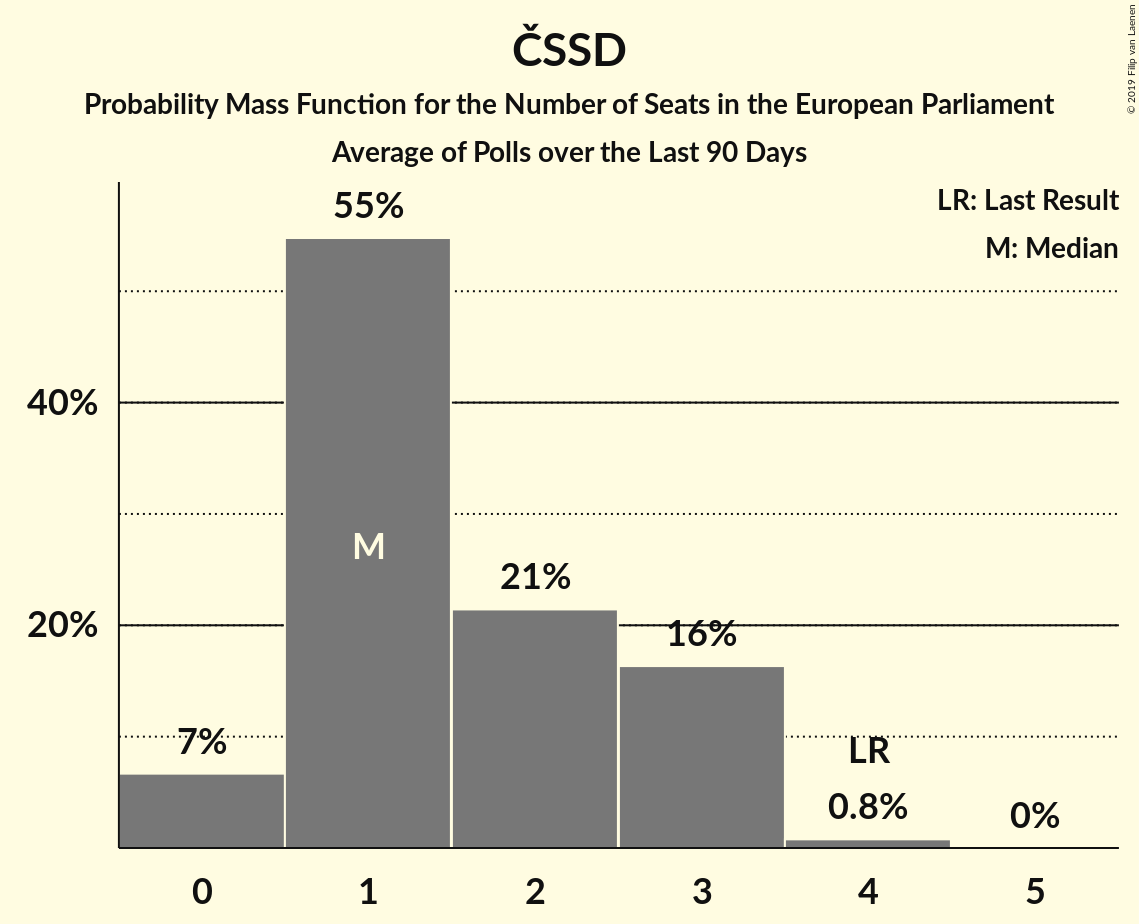 ČSSD
Probability Mass Function for the Number of Seats in the European Parliament
Average of Polls over the Last 90 Days
© 2019 Filip van Laenen
LR: Last Result
M: Median
55%
40%
M
21%
20%
16%
7%
LR
0.8%
0%
0 1 2 3 4 5